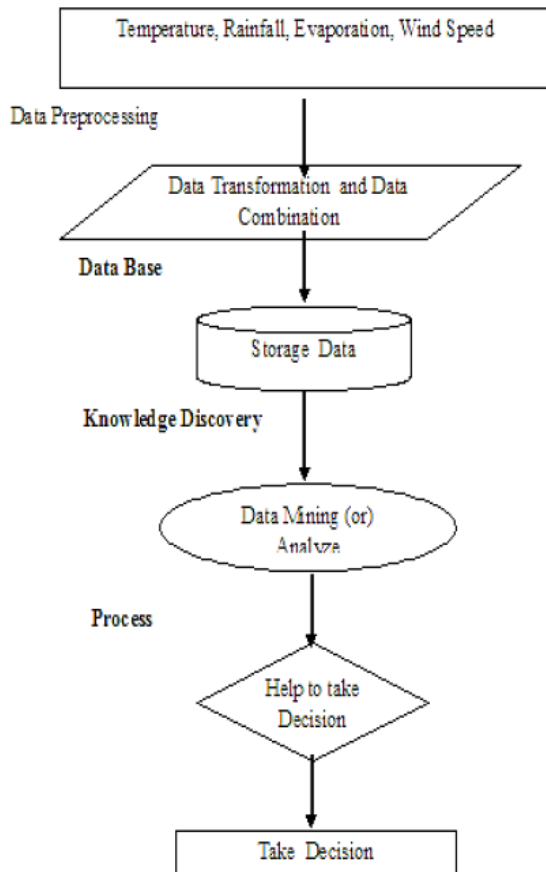 Temperature, Rainfall, Evaporation, Wind Speed
Data Preprocessing
Data Transformation and Data
Combination
Data Base
Storage Data
Knowledge Discovery
Data Mining (or)
Analyze
Process
Help to take
Decision
Take Decision